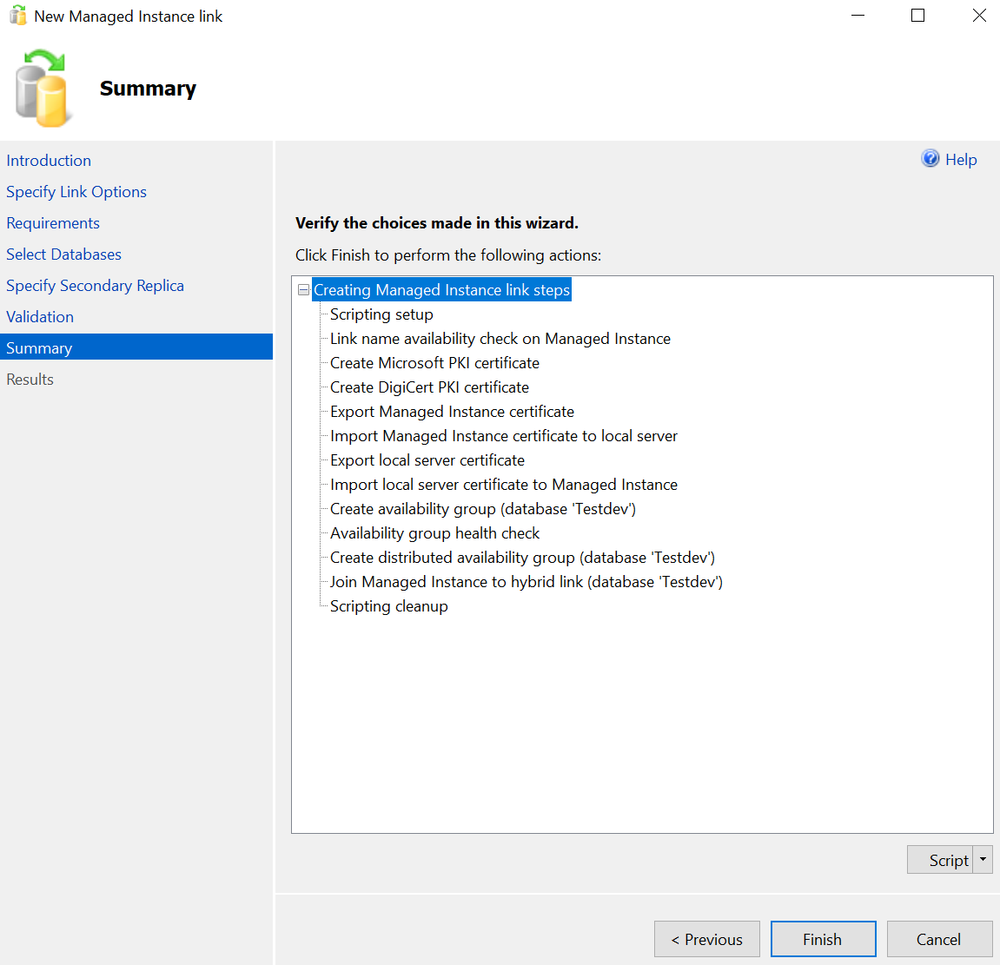 New Managed Instance link
Summary
Introduction
Specify Link Options
Requirements
Select Databases
Specify Secondary Replica
Validation
Summary
Results
Help
Verify the choices made in this wizard.
Click Finish to perform the following actions:
Creating Managed Instance link steps
Scripting setup
Link name availability check on Managed Instance
Create Microsoft PKI certificate
Create DigiCert PKI certificate
Export Managed Instance certificate
Import Managed Instance certificate to local server
Export local server certificate
Import local server certificate to Managed Instance
Create availability group (database 'Testdev')
Availability group health check
Create distributed availability group (database 'Testdev')
Join Managed Instance to hybrid link (database 'Testdev')
Scripting cleanup
Script
< Previous
Finish
Cancel